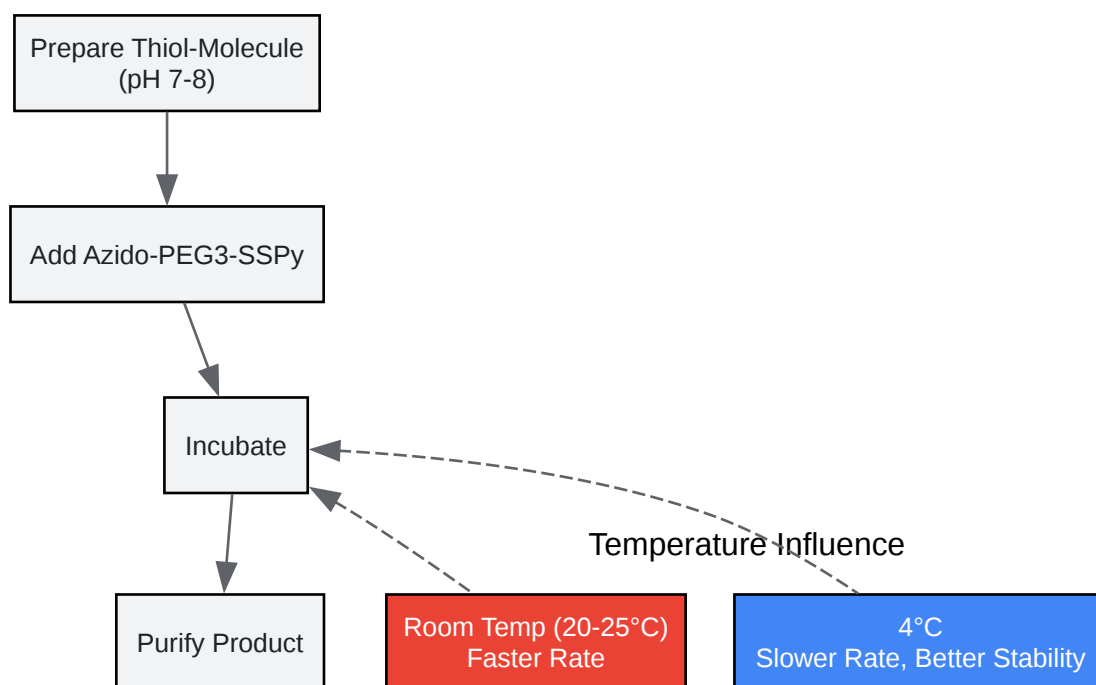 Prepare Thiol-Molecule
(pH 7-8)
Add Azido-PEG3-SSPy
Incubate
Temperature Influence
Purify Product
Room Temp (20-25°C)
Faster Rate
4°C
Slower Rate, Better Stability